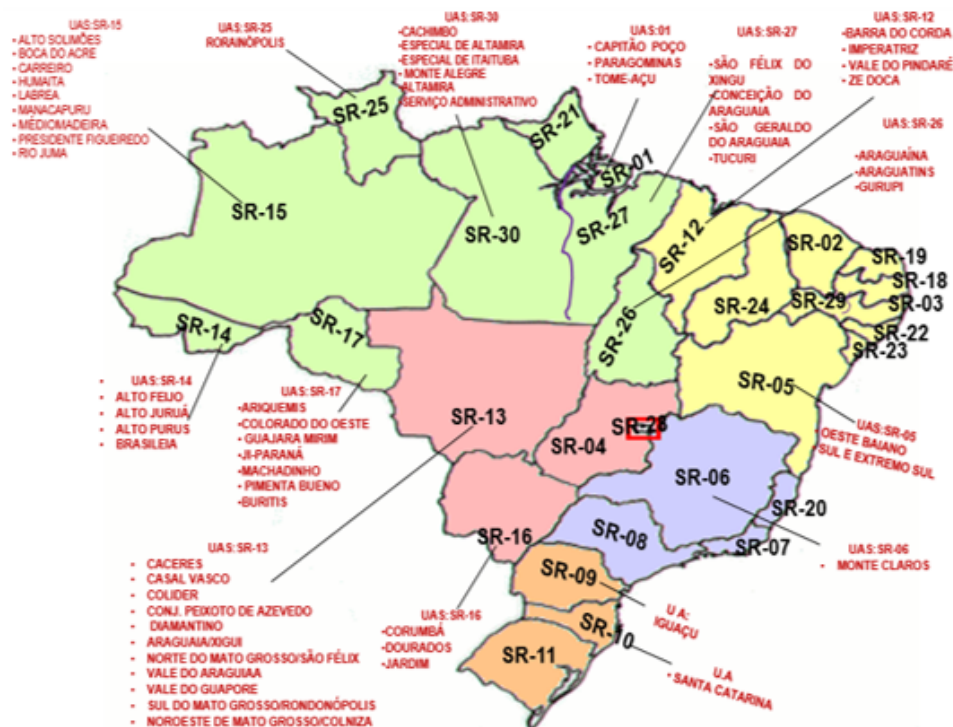 UAS:SR-15
• ALTO SOLIMÕES
• BOCA DO ACRE
• CARREIRO
• HUMAITA
• LABREA
• MANACAPURU
• MÉDIOMADEIRA
• PRESIDENTE FIGUEIREDO
• RIO JUMA
UAS:SR-25
RORAINÓPOLIS
UAS:SR-30
• CACHIMBO
•ESPECIAL DE ALTAMIRA
•ESPECIAL DE ITAITUBA
• MONTE ALEGRE
•ALTAMIRA
•SERVIÇO ADMINISTRATIVO
UAS:01
• CAPITÃO POÇO
• PARAGOMINAS
• TOME-AÇU
UAS:SR-27
• SÃO FÉLIX DO
XINGU
•CONCEIÇÃO DO
ARAGUAIA
• SÃO GERALDO
DO ARAGUAIA
•TUCURI
UAS:SR-12
•BARRA DO CORDA
• IMPERATRIZ
• VALE DO PINDARÉ
• ZE DOCA
UAS:SR-26
•ARAGUAÍNA
•ARAGUATINS
•GURUPI
SR-25
SR-21
SR-01
SR-15
SR-30
SR-27
SR-12
SR-02
SR-19
SR-18
SR-03
SR-29
SR-24
SR-22
SR-23
SR-26
SR-14
SR-17
SR-05
SR-13
SR-28
SR-04
SR-06
SR-20
SR-16
SR-08
SR-07
SR-09
SR-10
SR-11
• UAS:SR-14
• ALTO FEIJO
• ALTO JURUÁ
• ALTO PURUS
• BRASILEIA
UAS:SR-17
•ARIQUEMIS
•COLORADO DO OESTE
• GUAJARA MIRIM
•JI-PARANÁ
•MACHADINHO
• PIMENTA BUENO
•BURITIS
UAS:SR-05
OESTE BAIANO
SUL E EXTREMO SUL
UAS:SR-06
• MONTE CLAROS
UAS:SR-13
• CACERES
• CASAL VASCO
• COLIDER
• CONJ. PEIXOTO DE AZEVEDO
• DIAMANTINO
• ARAGUAIA/XIGUI
• NORTE DO MATO GROSSO/SÃO FÉLIX
• VALE DO ARAGUIAA
• VALE DO GUAPORE
• SUL DO MATO GROSSO/RONDONÓPOLIS
• NOROESTE DE MATO GROSSO/COLNIZA
UAS:SR-16
•CORUMBÁ
•DOURADOS
•JARDIM
U A:
IGUAÇU
U.A
• SANTA CATARINA